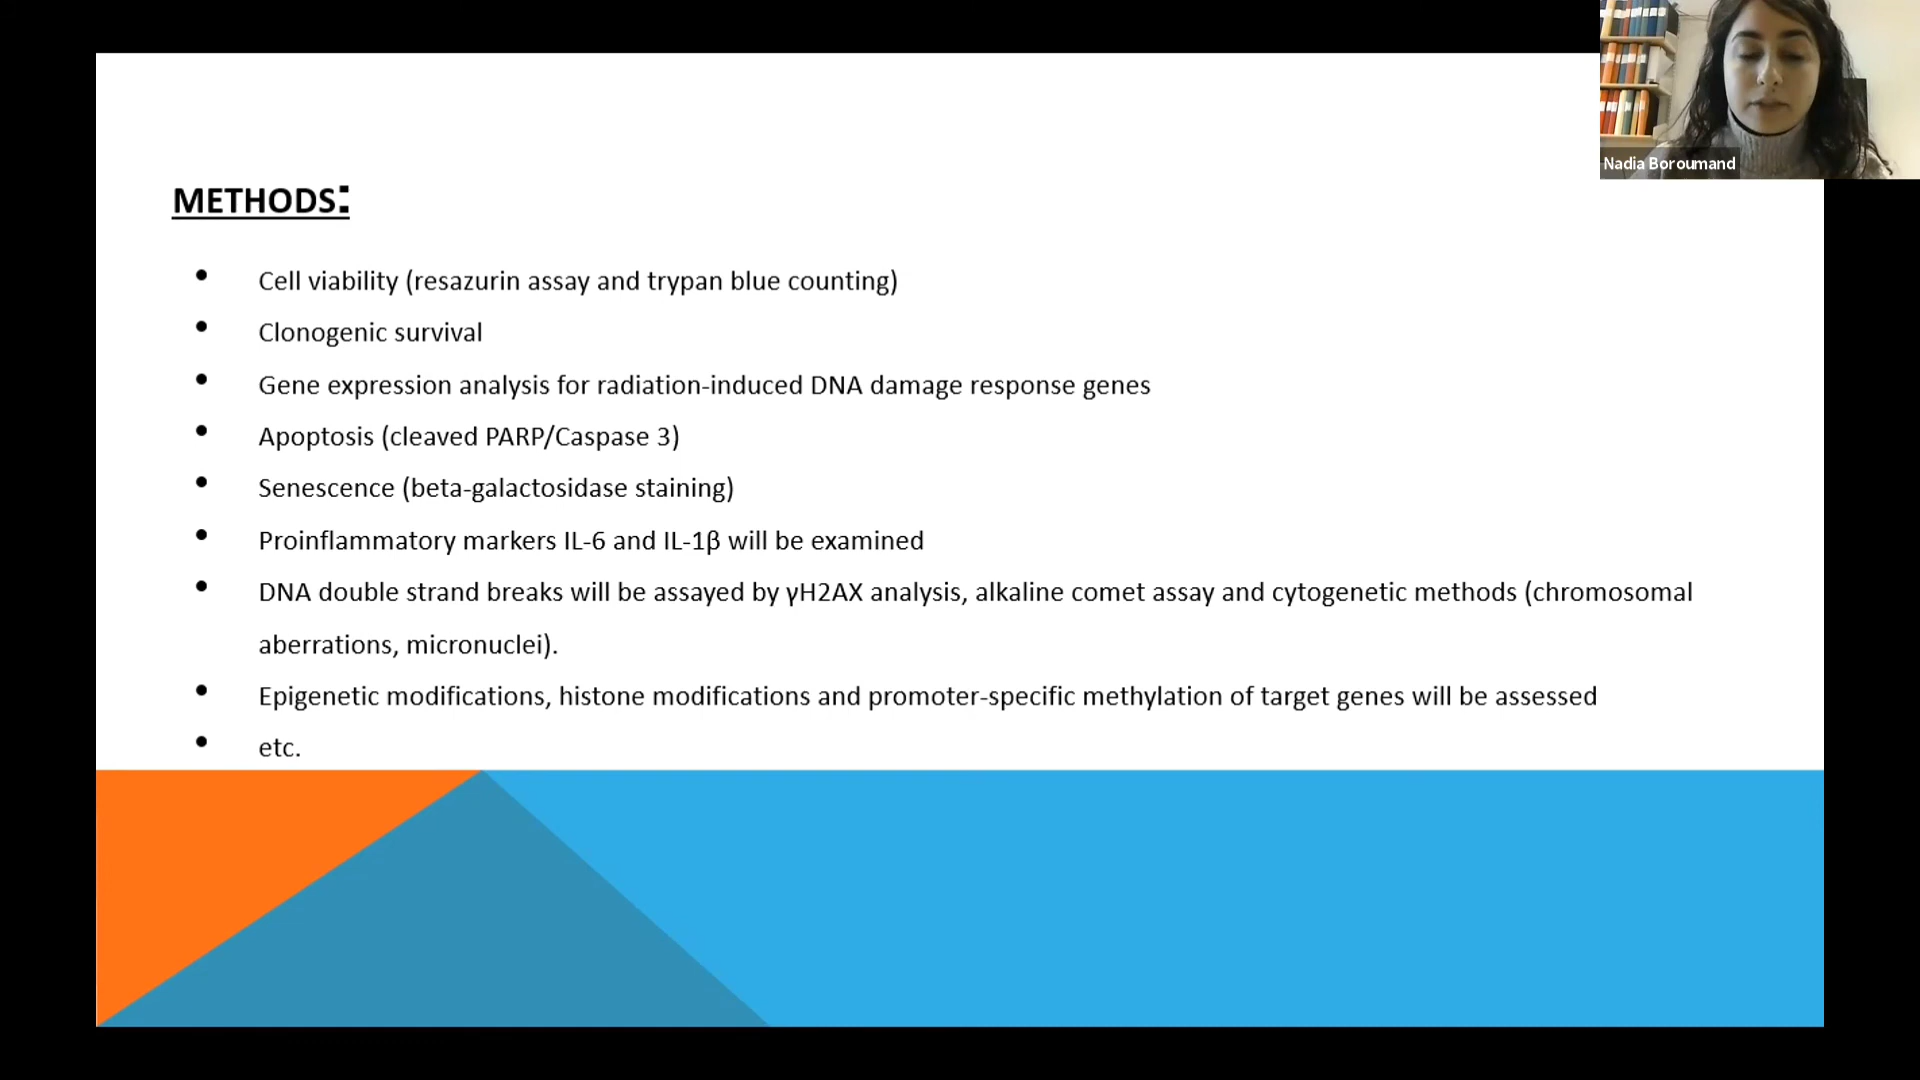 Nadia Boroumand
METHODS:
• Cell viability (resazurin assay and trypan blue counting)
• Clonogenic survival
• Gene expression analysis for radiation-induced DNA damage response genes
• Apoptosis (cleaved PARP/Caspase 3)
• Senescence (beta-galactosidase staining)
• Proinflammatory markers IL-6 and IL-1β will be examined
• DNA double strand breaks will be assayed by γH2AX analysis, alkaline comet assay and cytogenetic methods (chromosomal
aberrations, micronuclei).
• Epigenetic modifications, histone modifications and promoter-specific methylation of target genes will be assessed
• etc.